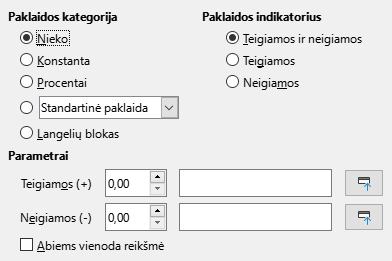 Paklaidos kategorija
Nieko
Konstanta
Procentai
Standartinė paklaida
Langelių blokas
Paklaidos indikatorius
Teigiamos ir neigiamos
Teigiamos
Neigiamos
Parametrai
Teigiamos (+) 0,00
Neigiamos (-) 0,00
Abiems vienoda reikšmė